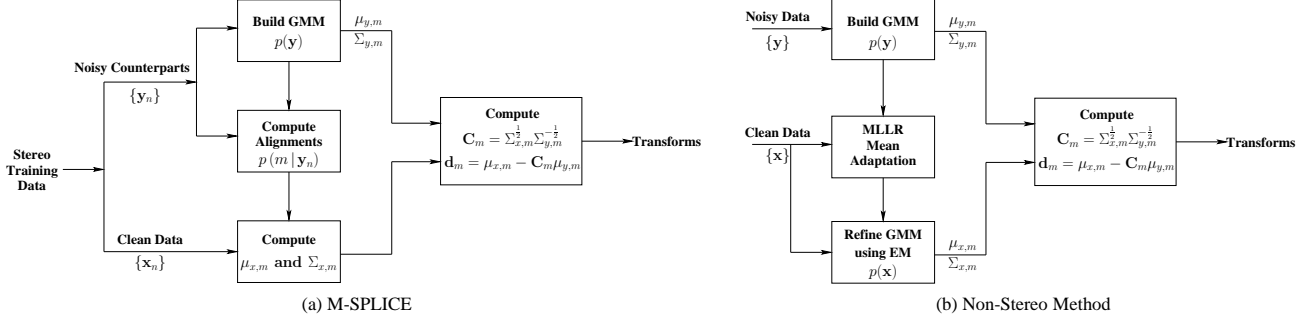 Stereo
Training
Data
Noisy Counterparts
{y_n}
Clean Data
{x_n}
Build GMM
p(y)
μ_{y,m}
Σ_{y,m}
Compute
Alignments
p (m | y_n)
Compute
μ_{x,m} and Σ_{x,m}
Compute
C_m = Σ_{x,m}^{1/2} Σ_{y,m}^{-1/2}
d_m = μ_{x,m} − C_m μ_{y,m}
Transforms
(a) M-SPLICE
Noisy Data
{y}
Build GMM
p(y)
μ_{y,m}
Σ_{y,m}
Clean Data
{x}
MLLR
Mean
Adaptation
Refine GMM
using EM
p(x)
μ_{x,m}
Σ_{x,m}
Compute
C_m = Σ_{x,m}^{1/2} Σ_{y,m}^{-1/2}
d_m = μ_{x,m} − C_m μ_{y,m}
Transforms
(b) Non-Stereo Method